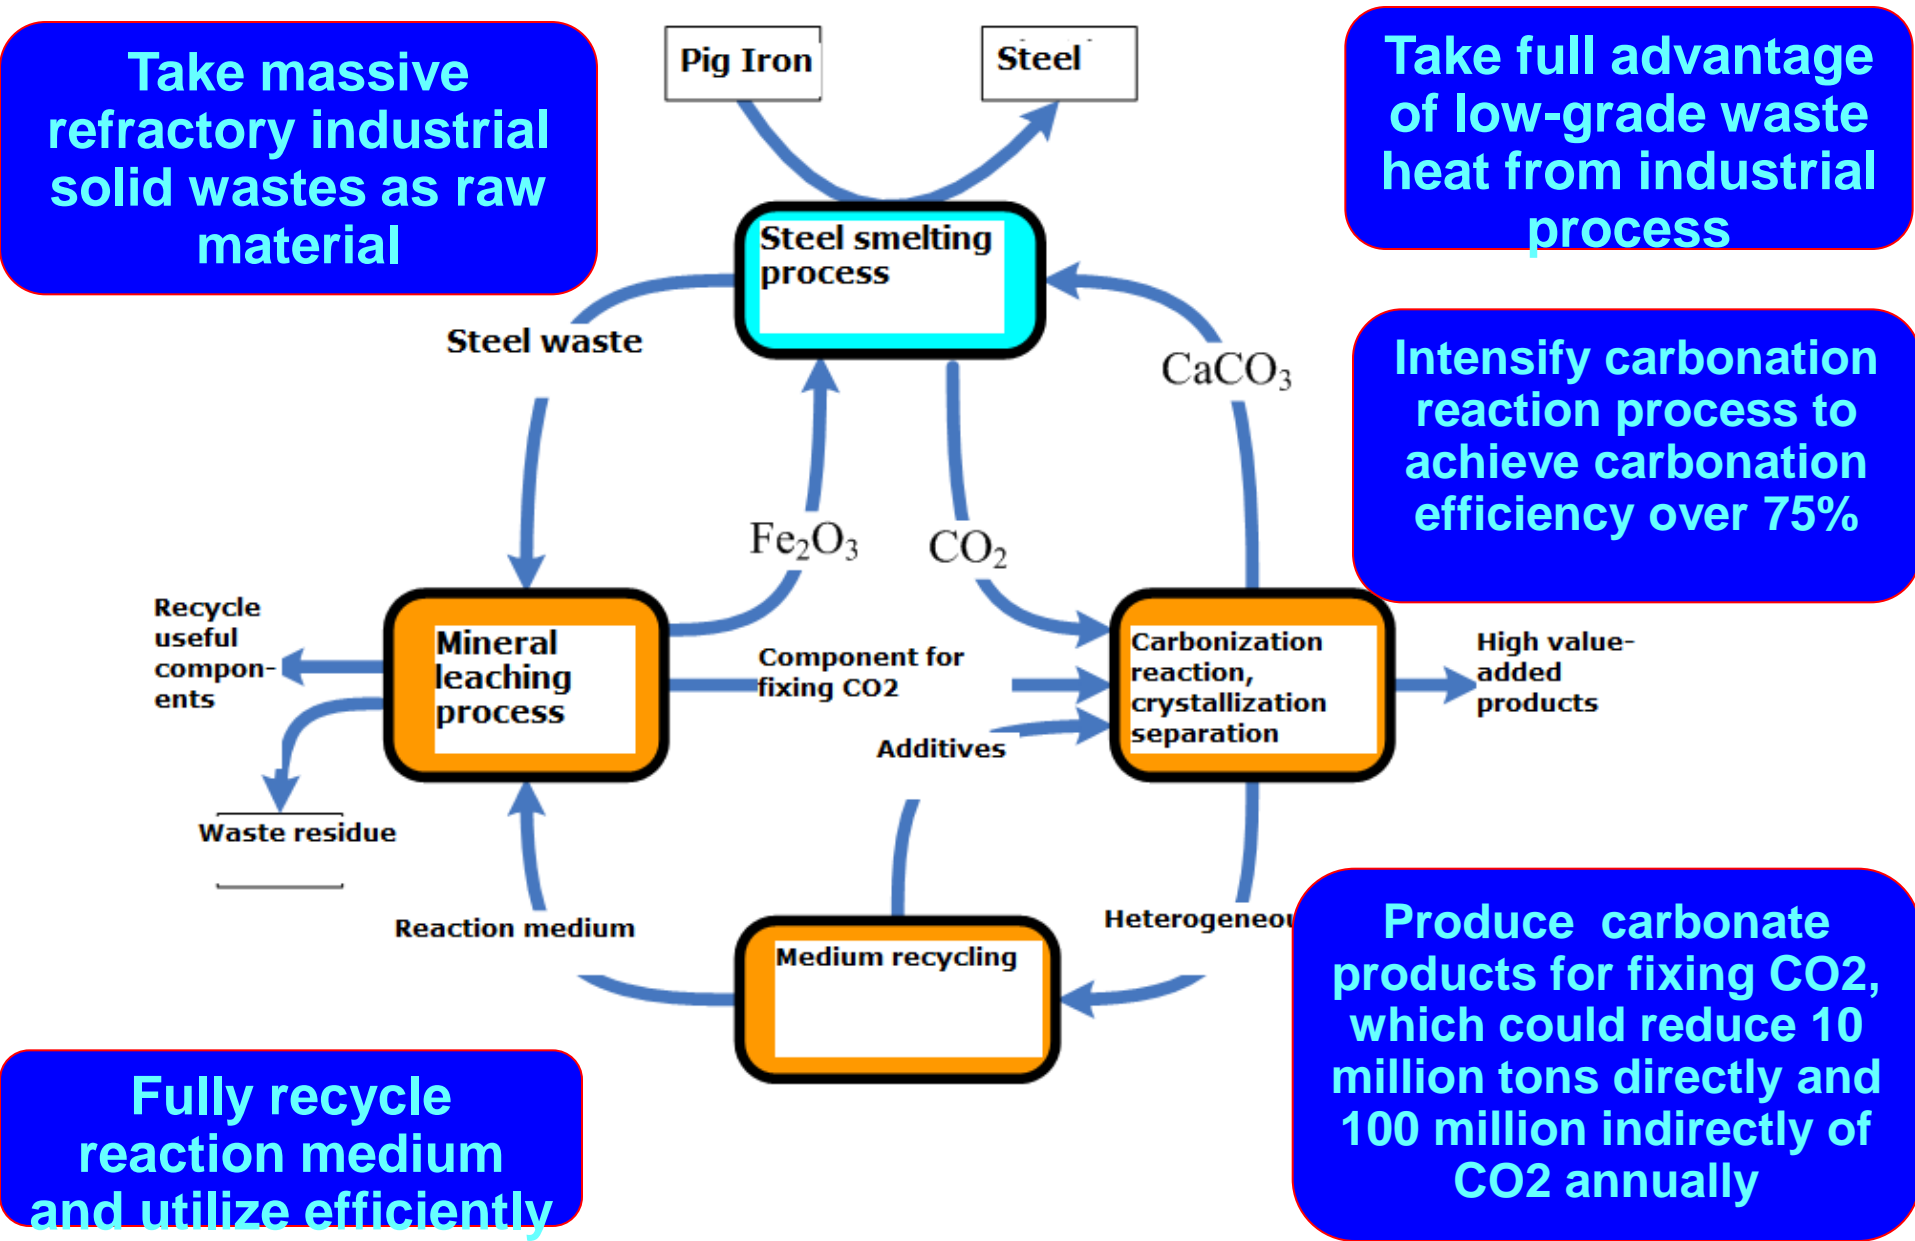 Take massive
refractory industrial
solid wastes as raw
material
Pig Iron
Steel
Take full advantage
of low-grade waste
heat from industrial
process
Steel smelting
process
Steel waste
CaCO3
Intensify carbonation
reaction process to
achieve carbonation
efficiency over 75%
Fe2O3
CO2
Recycle
useful
compon-
ents
Mineral
leaching
process
Component for
fixing CO2
Carbonization
reaction,
crystallization
separation
High value-
added
products
Additives
Waste residue
Reaction medium
Medium recycling
Produce  carbonate
products for fixing CO2,
which could reduce 10
million tons directly and
100 million indirectly of
CO2 annually
Fully recycle
reaction medium
and utilize efficiently